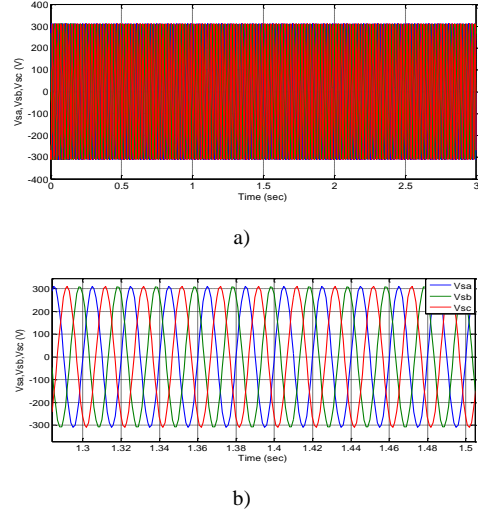 400
300
200
100
0
-100
-200
-300
-400
Vsa,Vsb,Vsc (V)
0 0.5 1 1.5 2 2.5 3
Time (sec)
a)
300
200
100
0
-100
-200
-300
Vsa,Vsb,Vsc (V)
Vsa
Vsb
Vsc
1.3 1.32 1.34 1.36 1.38 1.4 1.42 1.44 1.46 1.48 1.5
Time (sec)
b)